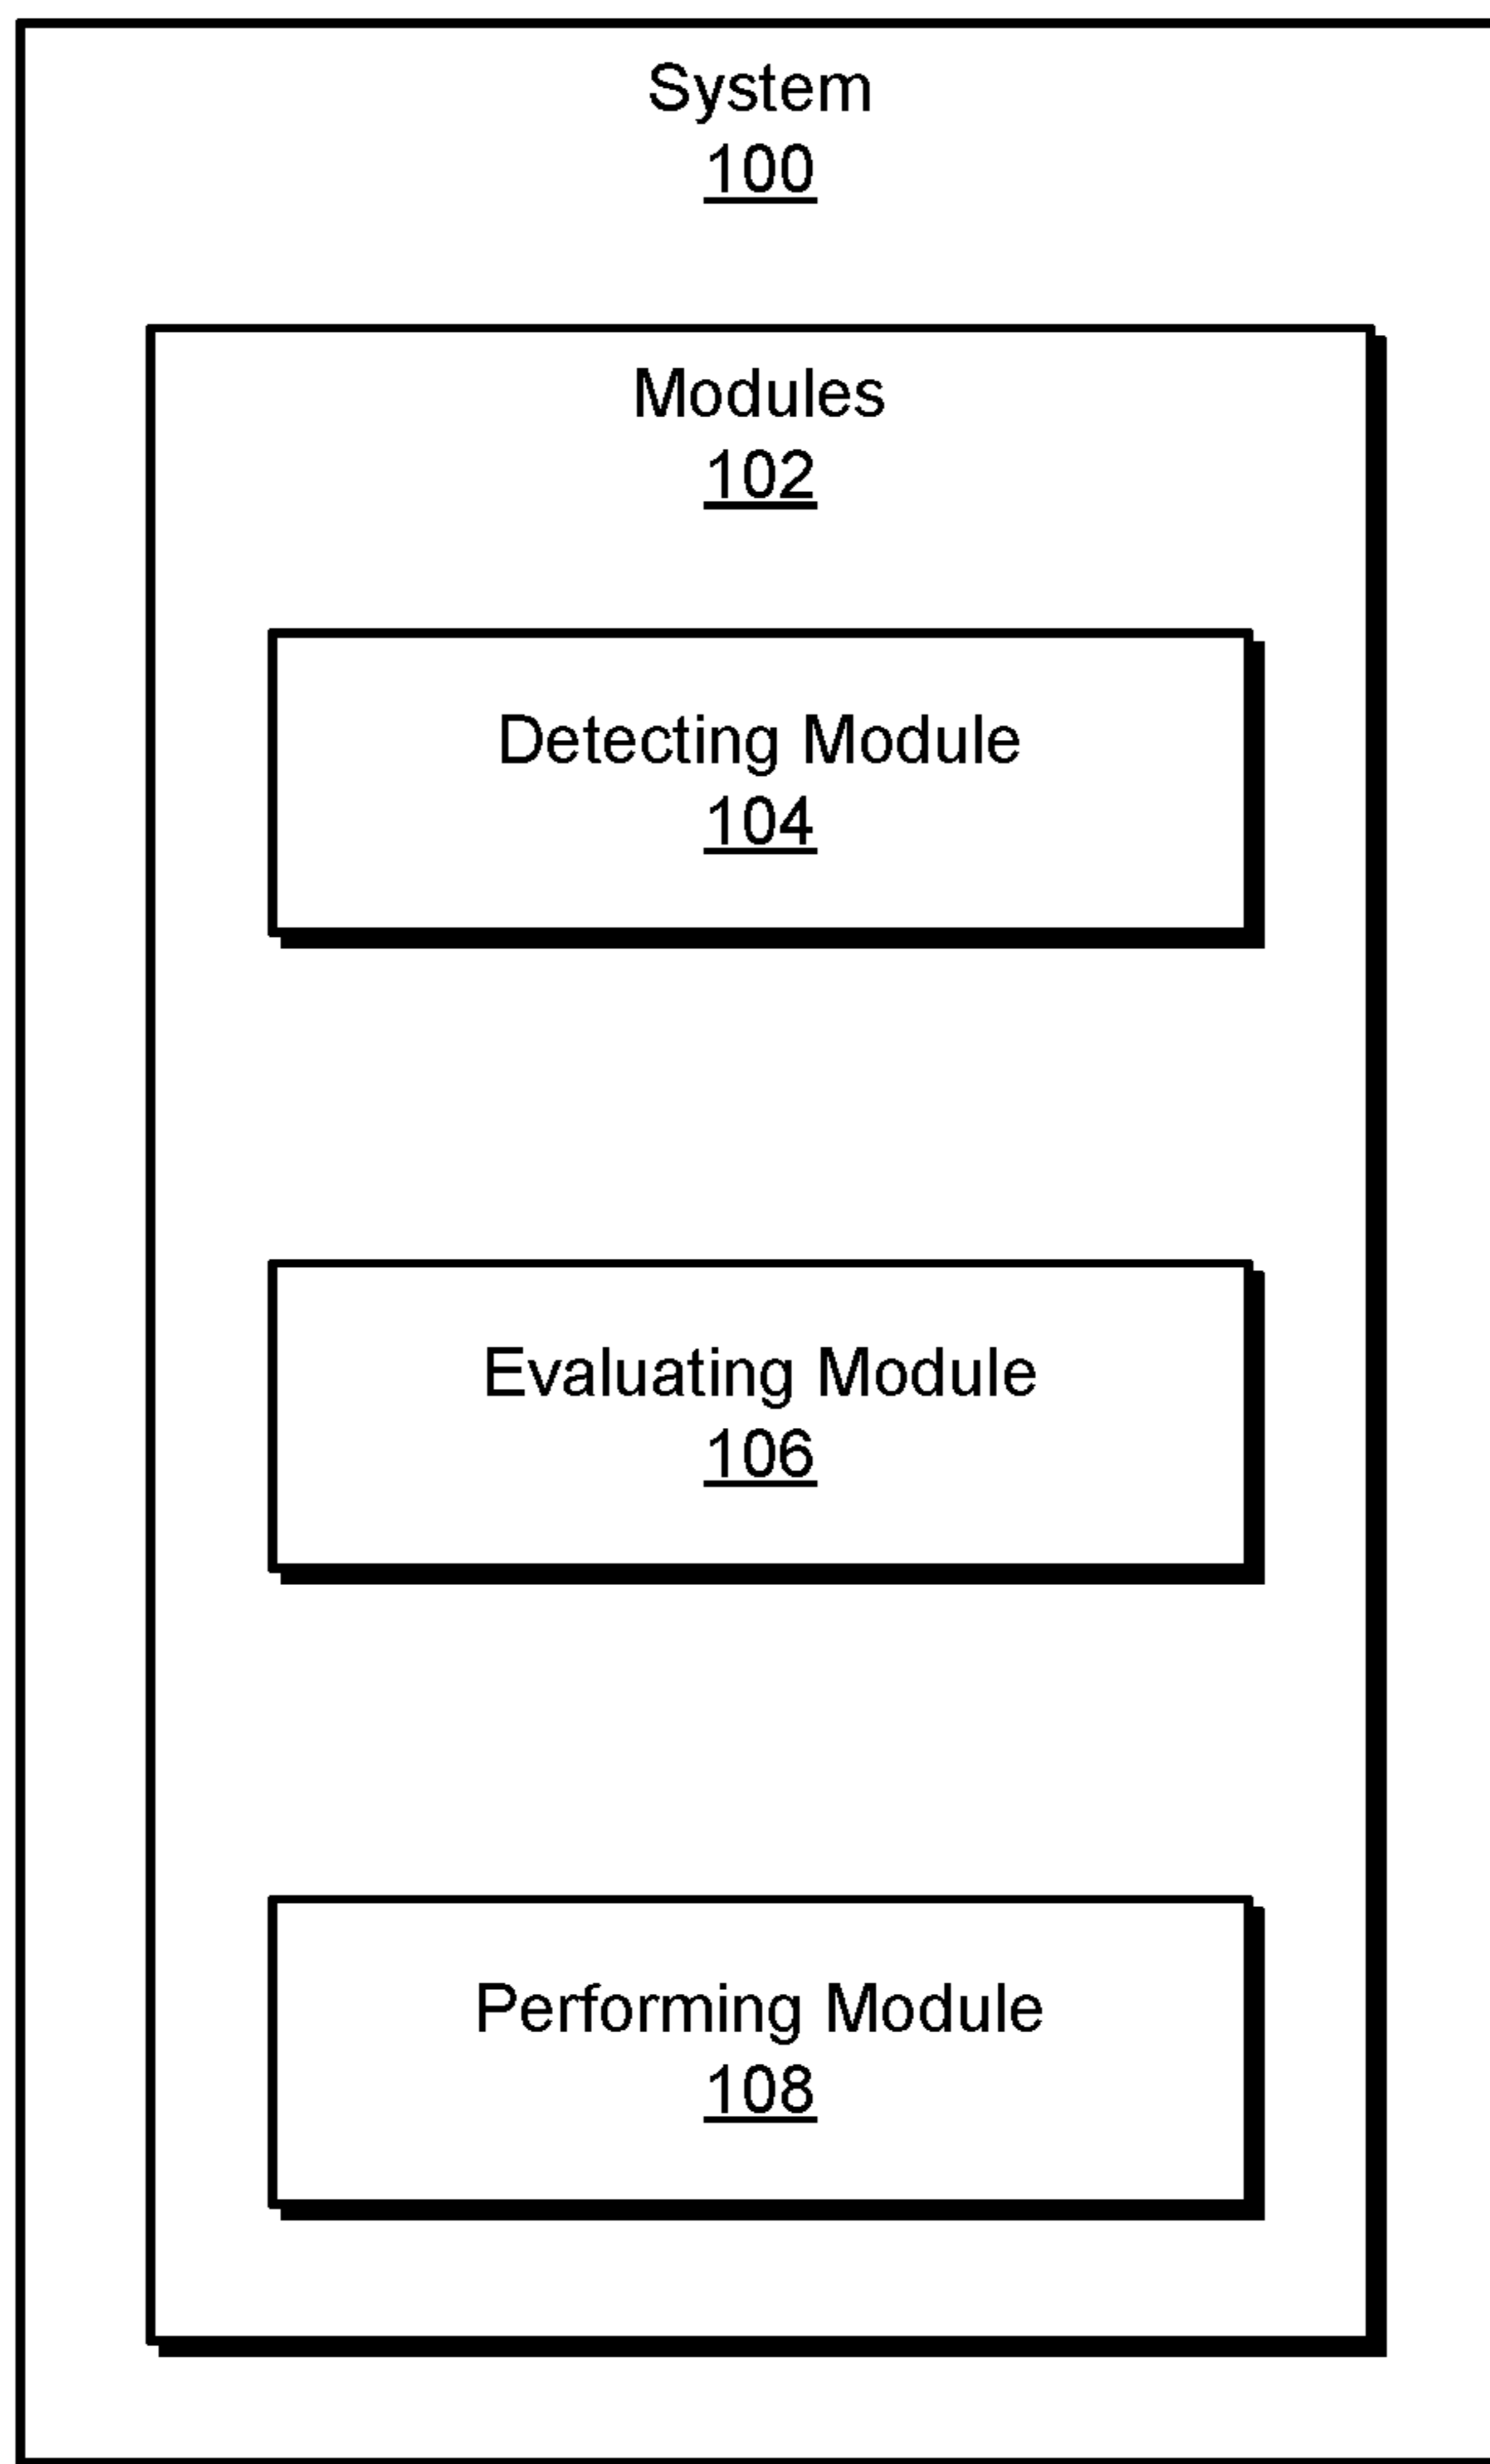 System
100
Modules
102
Detecting Module
104
Evaluating Module
106
Performing Module
108